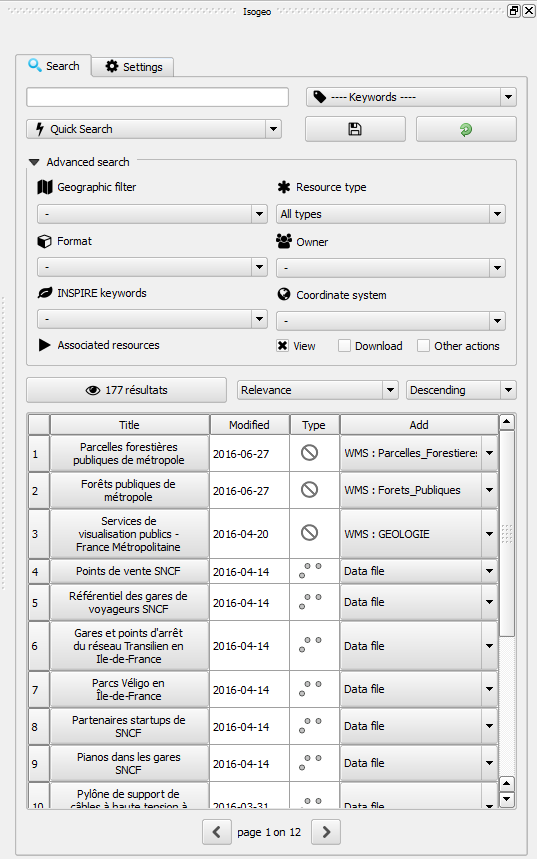 Isogeo
Search
Settings
---- Keywords ----
Quick Search
Advanced search
Geographic filter
Resource type
-
All types
Format
Owner
-
-
INSPIRE keywords
Coordinate system
-
-
Associated resources
View
Download
Other actions
177 résultats
Relevance
Descending
Title
Modified
Type
Add
1
Parcelles forestières
publiques de métropole
2016-06-27
WMS : Parcelles_Forestieres
2
Forêts publiques de
métropole
2016-06-27
WMS : Forets_Publiques
3
Services de
visualisation publics -
France Métropolitaine
2016-04-20
WMS : GEOLOGIE
4
Points de vente SNCF
2016-04-14
Data file
5
Référentiel des gares de
voyageurs SNCF
2016-04-14
Data file
6
Gares et points d'arrêt
du réseau Transilien en
Ile-de-France
2016-04-14
Data file
7
Parcs Véligo en
Île-de-France
2016-04-14
Data file
8
Partenaires startups de
SNCF
2016-04-14
Data file
9
Pianos dans les gares
SNCF
2016-04-14
Data file
10
Pylône de support de
câbles à haute tension à
2016-03-31
Data file
page 1 on 12